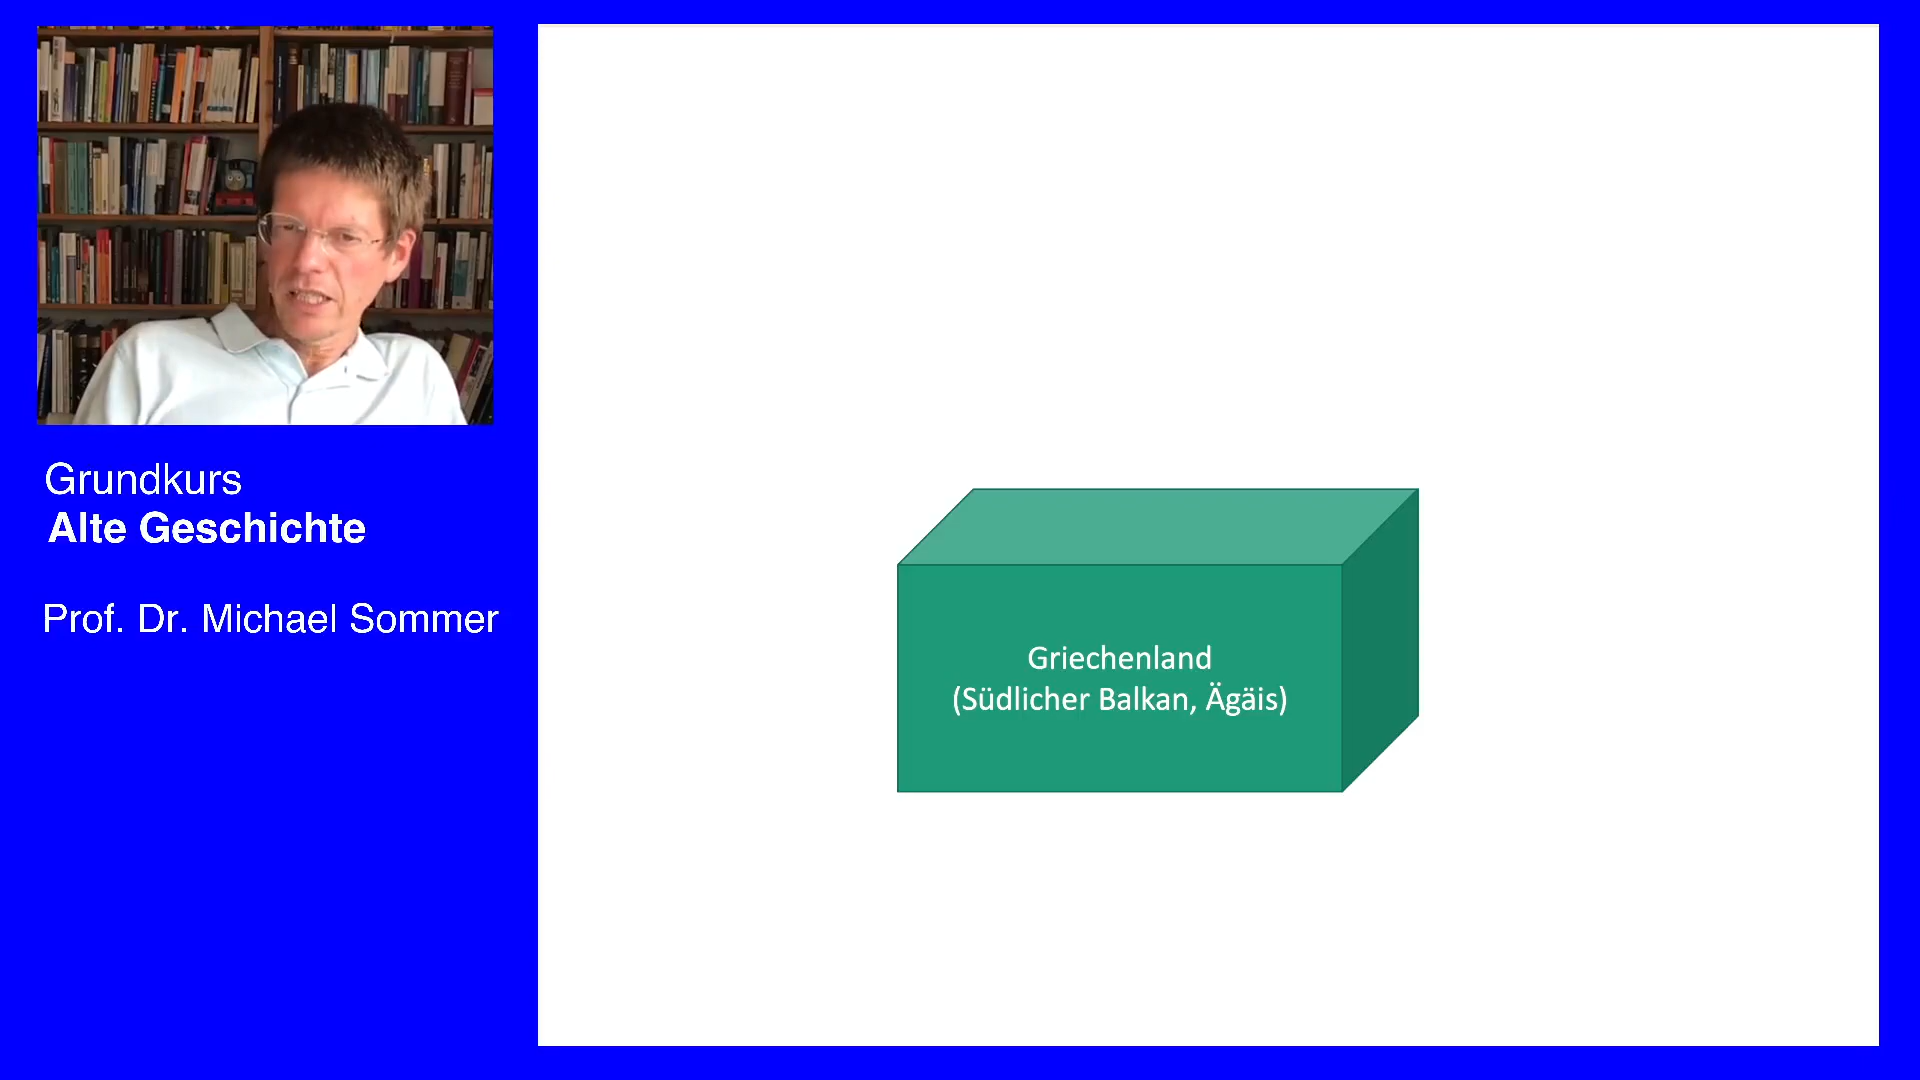 Grundkurs
Alte Geschichte
Prof. Dr. Michael Sommer
Griechenland
(Südlicher Balkan, Ägäis)